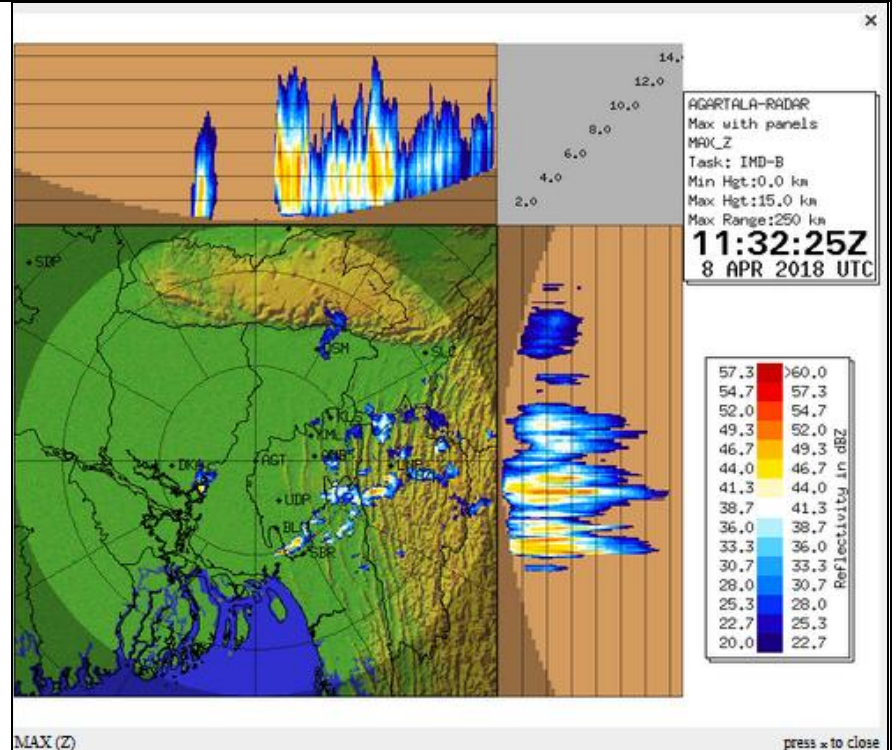 ×
14.
12.0
10.0
8.0
6.0
4.0
2.0
AGARTALA-RADAR
Max with panels
MAX_Z
Task: IMD-B
Min Hgt:0.0 km
Max Hgt:15.0 km
Max Range:250 km
11:32:25Z
8 APR 2018 UTC
SDP
SLC
KLS
DKA
AGT
UDP
BLN
SBR
57.3 >60.0
54.7 57.3
52.0 54.7
49.3 52.0
46.7 49.3
44.0 46.7
41.3 44.0
38.7 41.3
36.0 38.7
33.3 36.0
30.7 33.3
28.0 30.7
25.3 28.0
22.7 25.3
20.0 22.7
Reflectivity in dBZ
MAX (Z)
press × to close